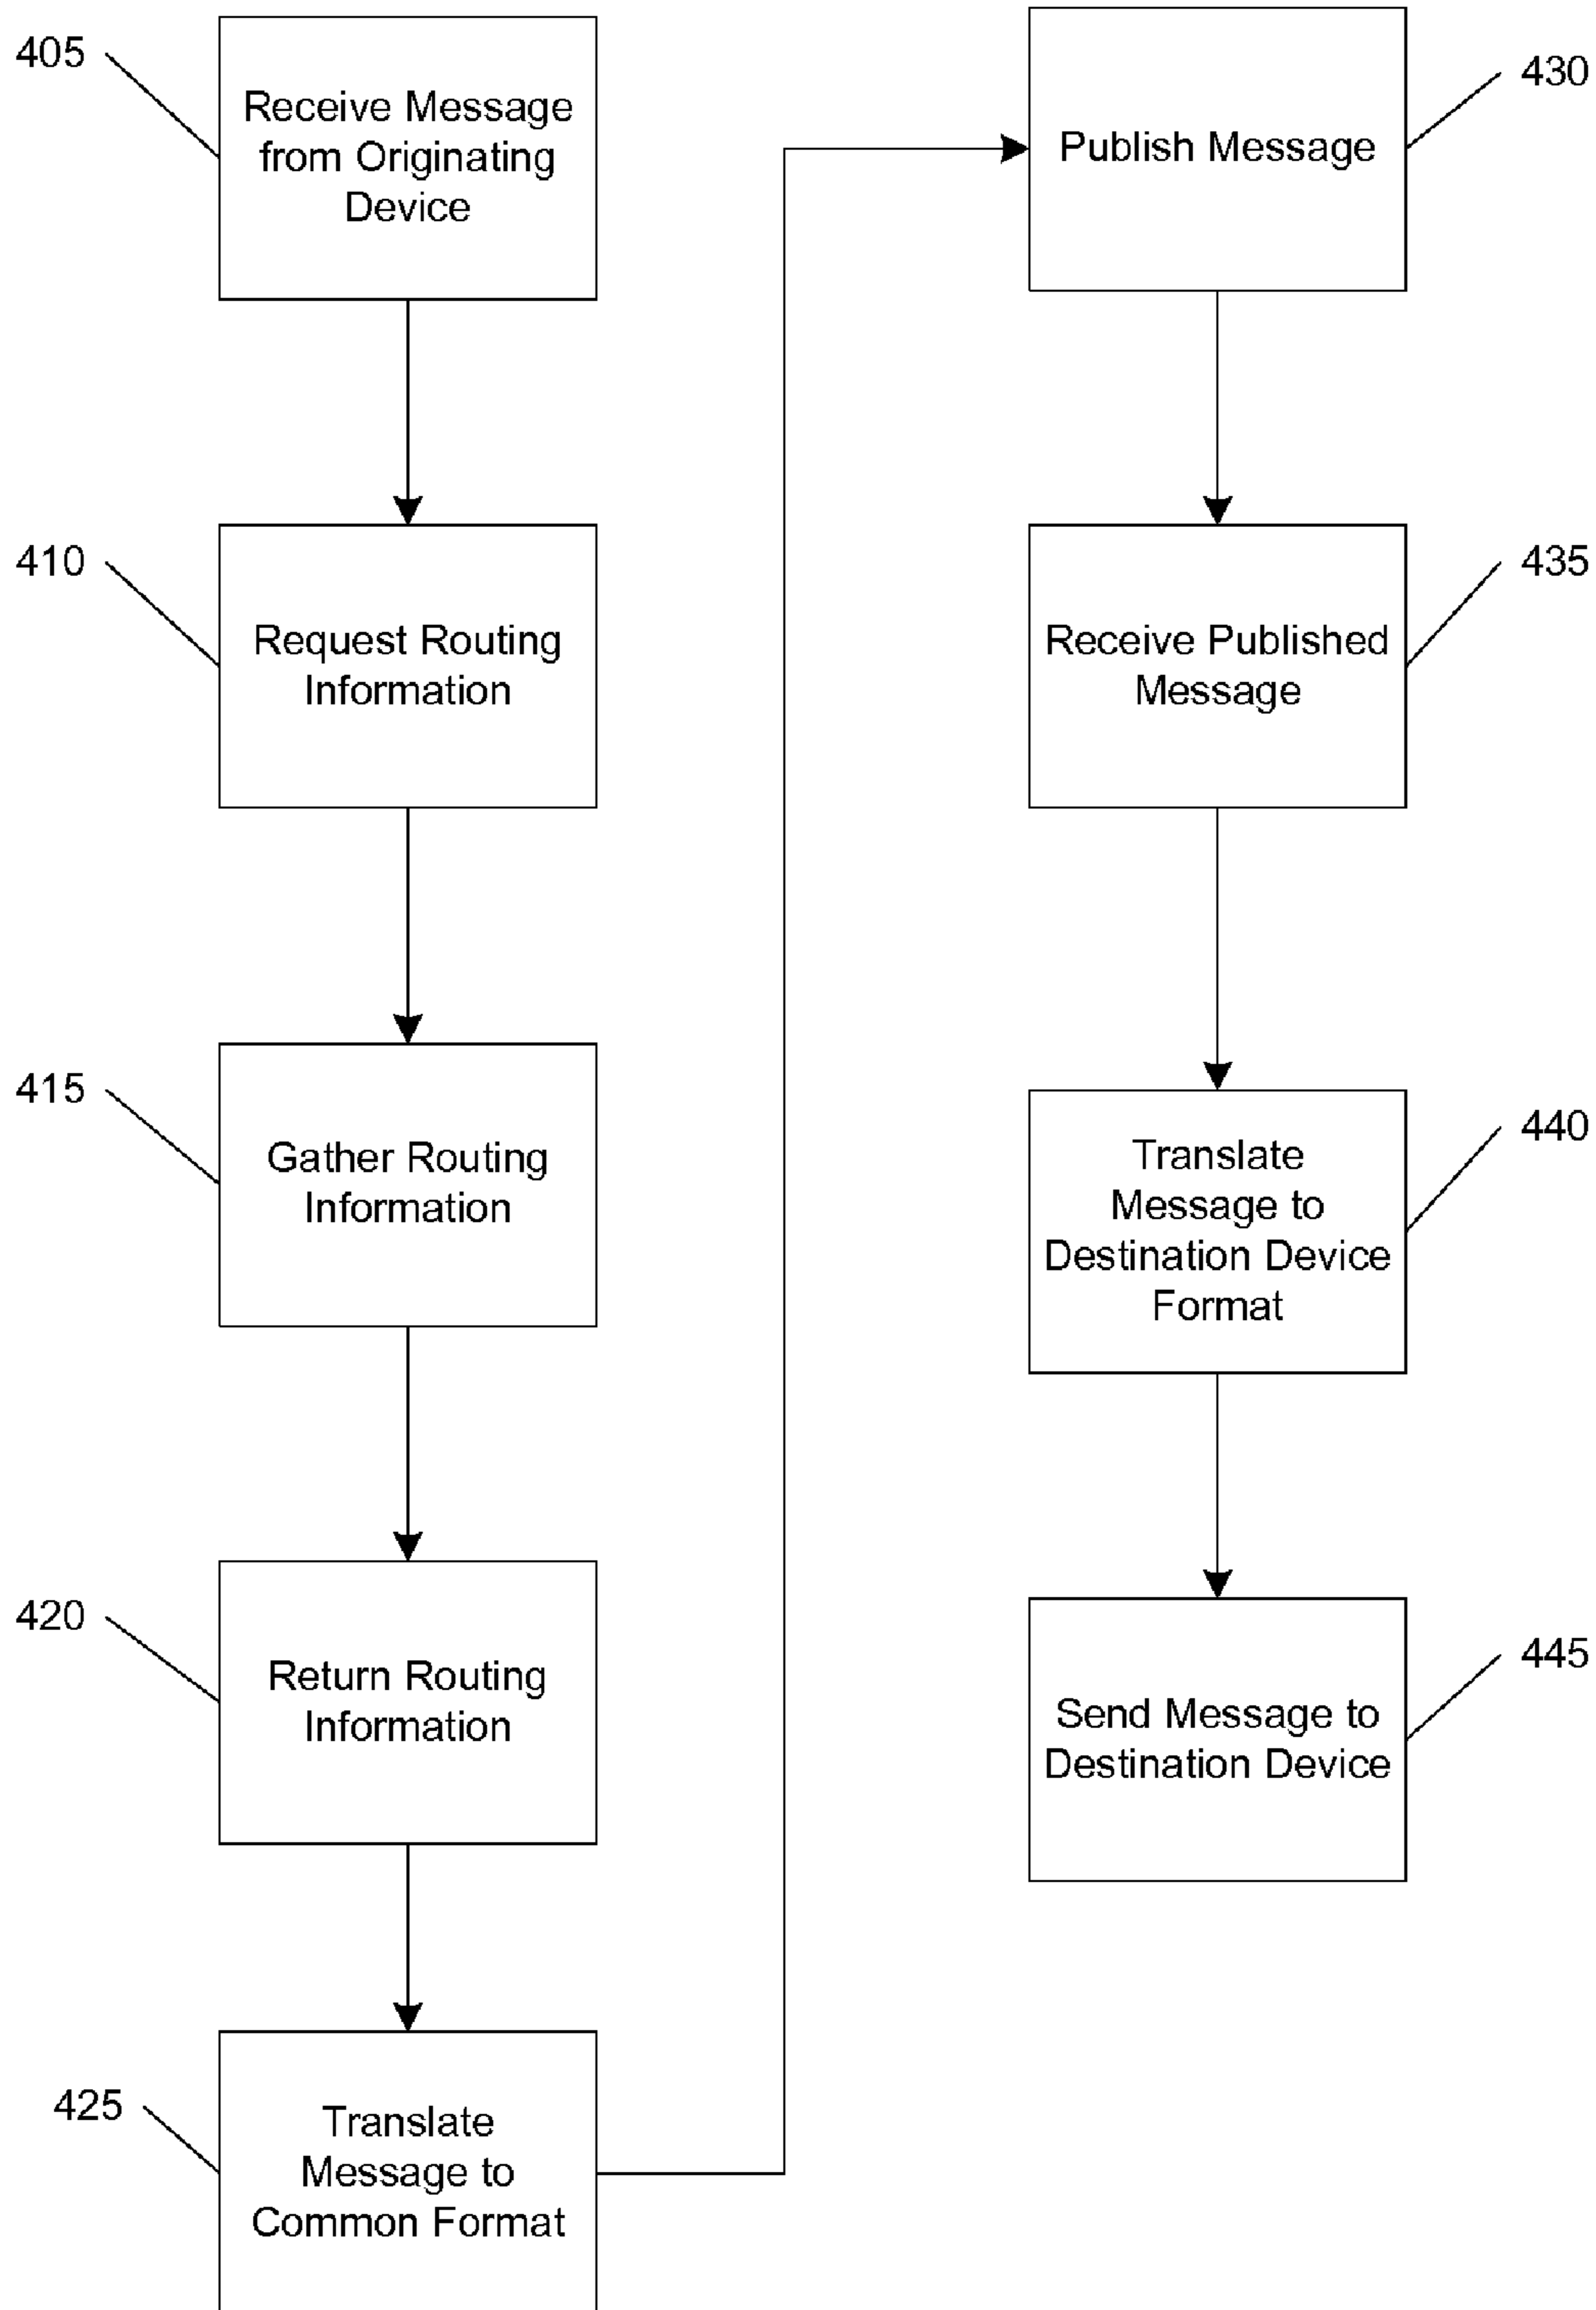 405
Receive Message
from Originating
Device
410
Request Routing
Information
415
Gather Routing
Information
420
Return Routing
Information
425
Translate
Message to
Common Format
430
Publish Message
435
Receive Published
Message
440
Translate
Message to
Destination Device
Format
445
Send Message to
Destination Device